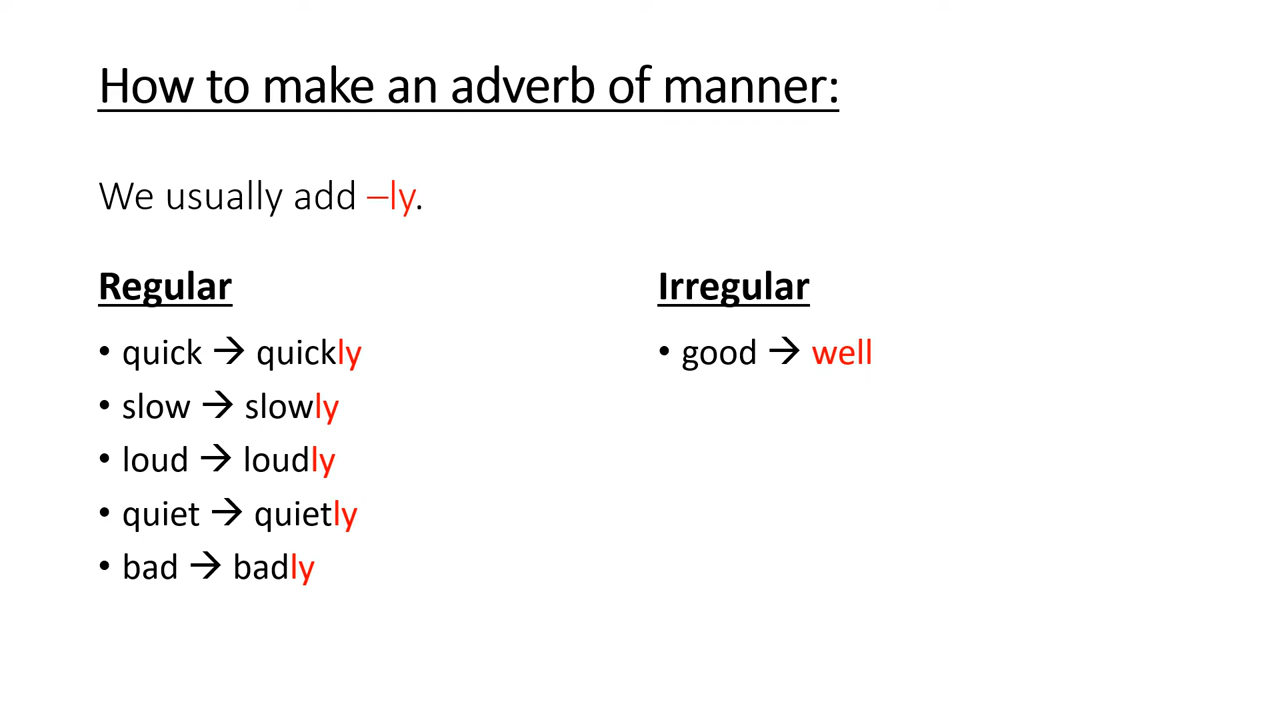 How to make an adverb of manner:
We usually add –ly.
Regular
• quick → quickly
• slow → slowly
• loud → loudly
• quiet → quietly
• bad → badly
Irregular
• good → well